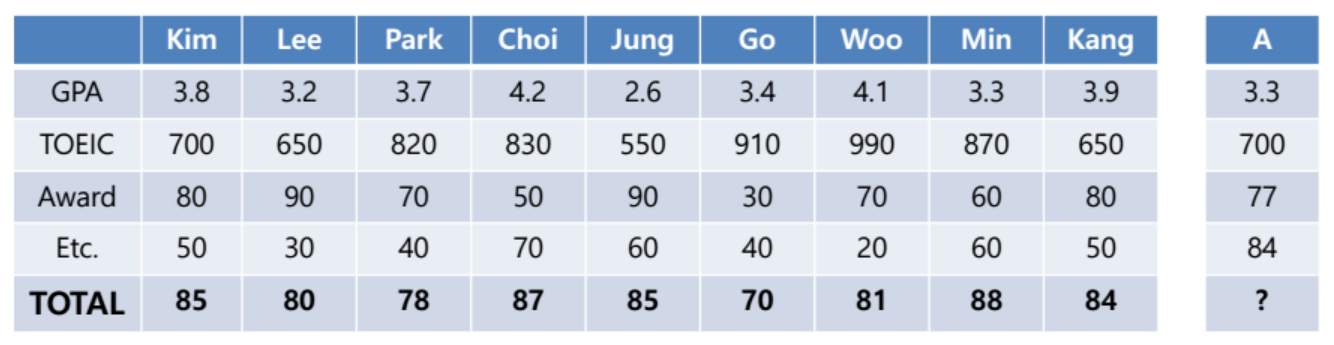 Kim Lee Park Choi Jung Go Woo Min Kang A
GPA 3.8 3.2 3.7 4.2 2.6 3.4 4.1 3.3 3.9 3.3
TOEIC 700 650 820 830 550 910 990 870 650 700
Award 80 90 70 50 90 30 70 60 80 77
Etc. 50 30 40 70 60 40 20 60 50 84
TOTAL 85 80 78 87 85 70 81 88 84 ?